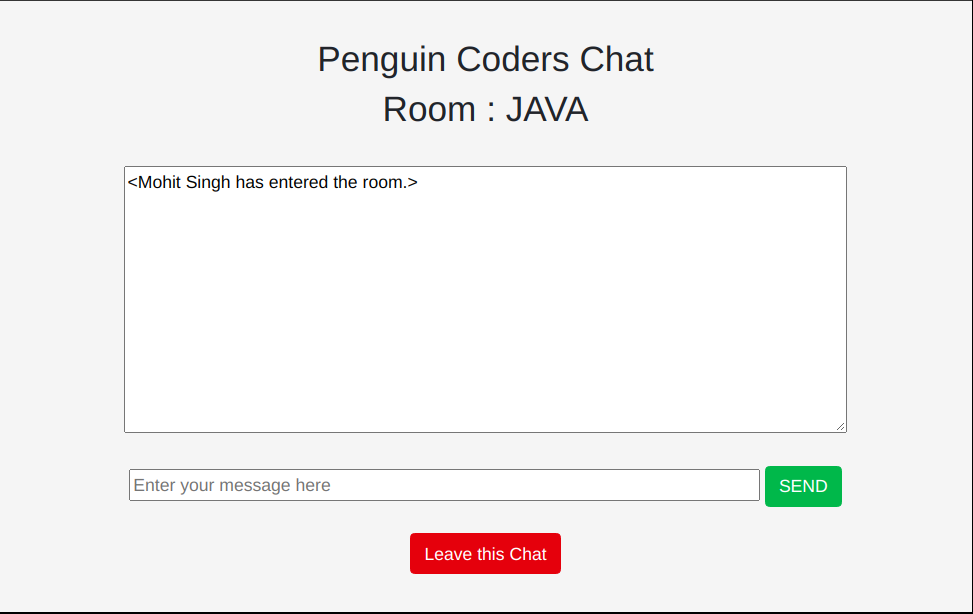 Penguin Coders Chat
Room : JAVA
<Mohit Singh has entered the room.>
Enter your message here
SEND
Leave this Chat